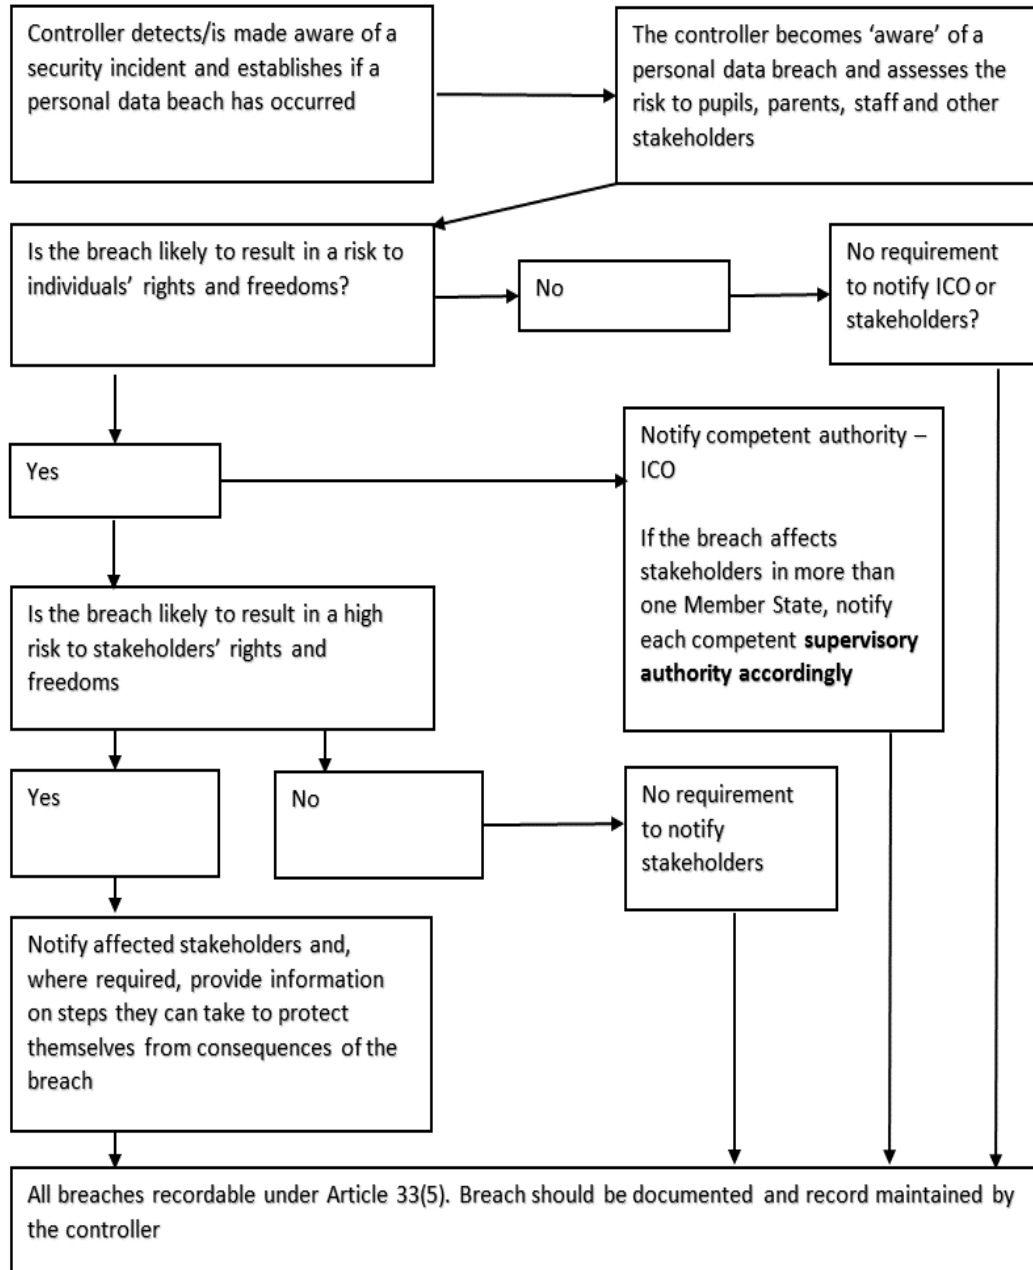 Controller detects/is made aware of a
security incident and establishes if a
personal data beach has occurred
The controller becomes ‘aware’ of a
personal data breach and assesses the
risk to pupils, parents, staff and other
stakeholders
Is the breach likely to result in a risk to
individuals’ rights and freedoms?
No
No requirement
to notify ICO or
stakeholders?
Yes
Notify competent authority –
ICO
If the breach affects
stakeholders in more than
one Member State, notify
each competent supervisory
authority accordingly
Is the breach likely to result in a high
risk to stakeholders’ rights and
freedoms
Yes
No
No requirement
to notify
stakeholders
Notify affected stakeholders and,
where required, provide information
on steps they can take to protect
themselves from consequences of the
breach
All breaches recordable under Article 33(5). Breach should be documented and record maintained by
the controller